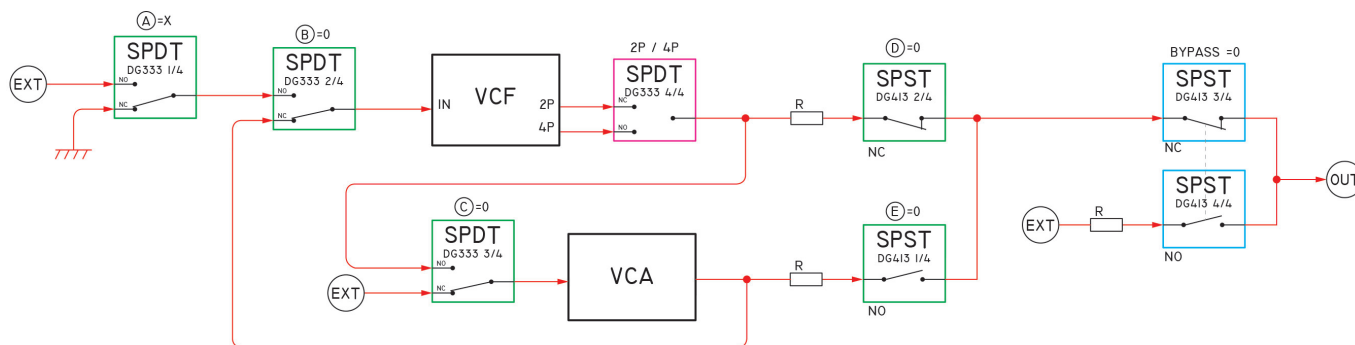 Ⓐ=X
SPDT
DG333 1/4
NO
NC
EXT
Ⓑ=0
SPDT
DG333 2/4
NO
NC
IN
VCF
2P
4P
2P / 4P
SPDT
DG333 4/4
NC
NO
R
Ⓓ=0
SPST
DG413 2/4
NC
BYPASS =0
SPST
DG413 3/4
NC
SPST
DG413 4/4
NO
EXT
R
OUT
Ⓒ=0
SPDT
DG333 3/4
NO
NC
EXT
VCA
R
Ⓔ=0
SPST
DG413 1/4
NO